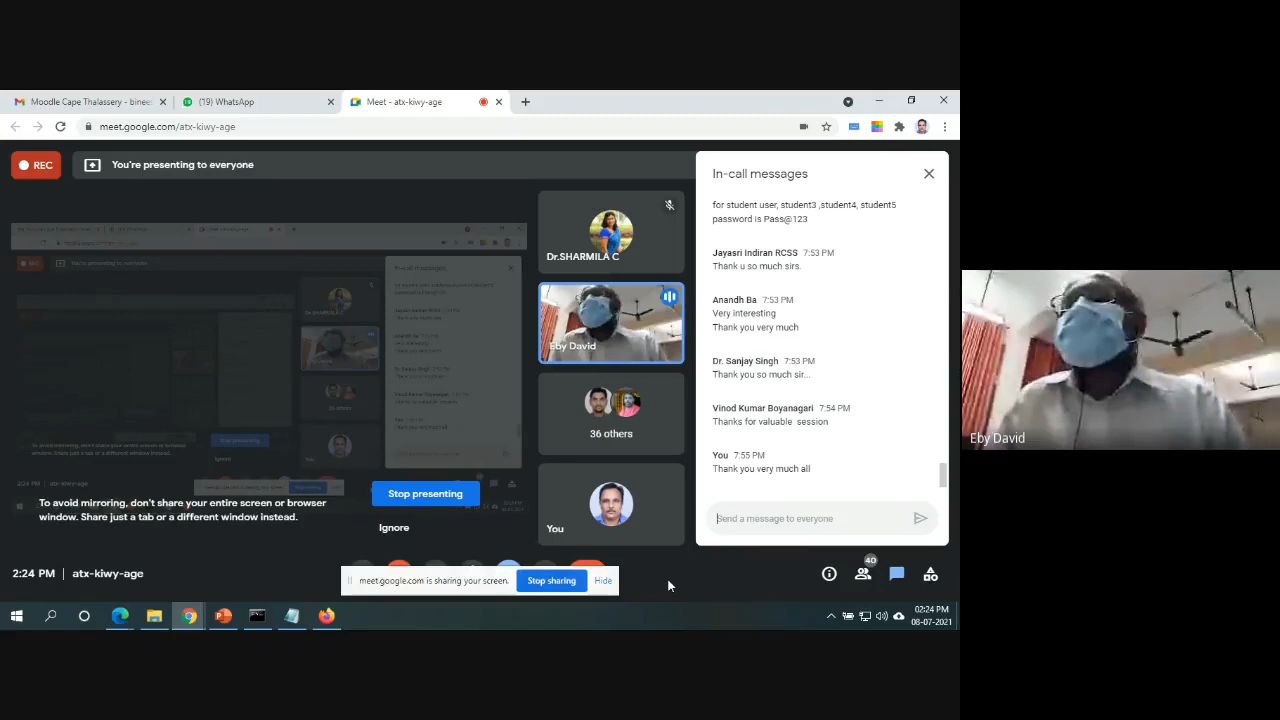 Moodle Cape Thalassery - binee
(19) WhatsApp
Meet - atx-kiwy-age
meet.google.com/atx-kiwy-age
REC
You're presenting to everyone
In-call messages
for student user, student3 ,student4, student5
password is Pass@123
Jayasri Indiran RCSS 7:53 PM
Thank u so much sirs.
Anandh Ba 7:53 PM
Very interesting
Thank you very much
Dr. Sanjay Singh 7:53 PM
Thank you so much sir...
Vinod Kumar Boyanagari 7:54 PM
Thanks for valuable session
You 7:55 PM
Thank you very much all
Send a message to everyone
Dr.SHARMILA C
Eby David
36 others
You
To avoid mirroring, don't share your entire screen or browser
window. Share just a tab or a different window instead.
Stop presenting
Ignore
2:24 PM | atx-kiwy-age
meet.google.com is sharing your screen.
Stop sharing
Hide
40
02:24 PM
08-07-2021
Eby David